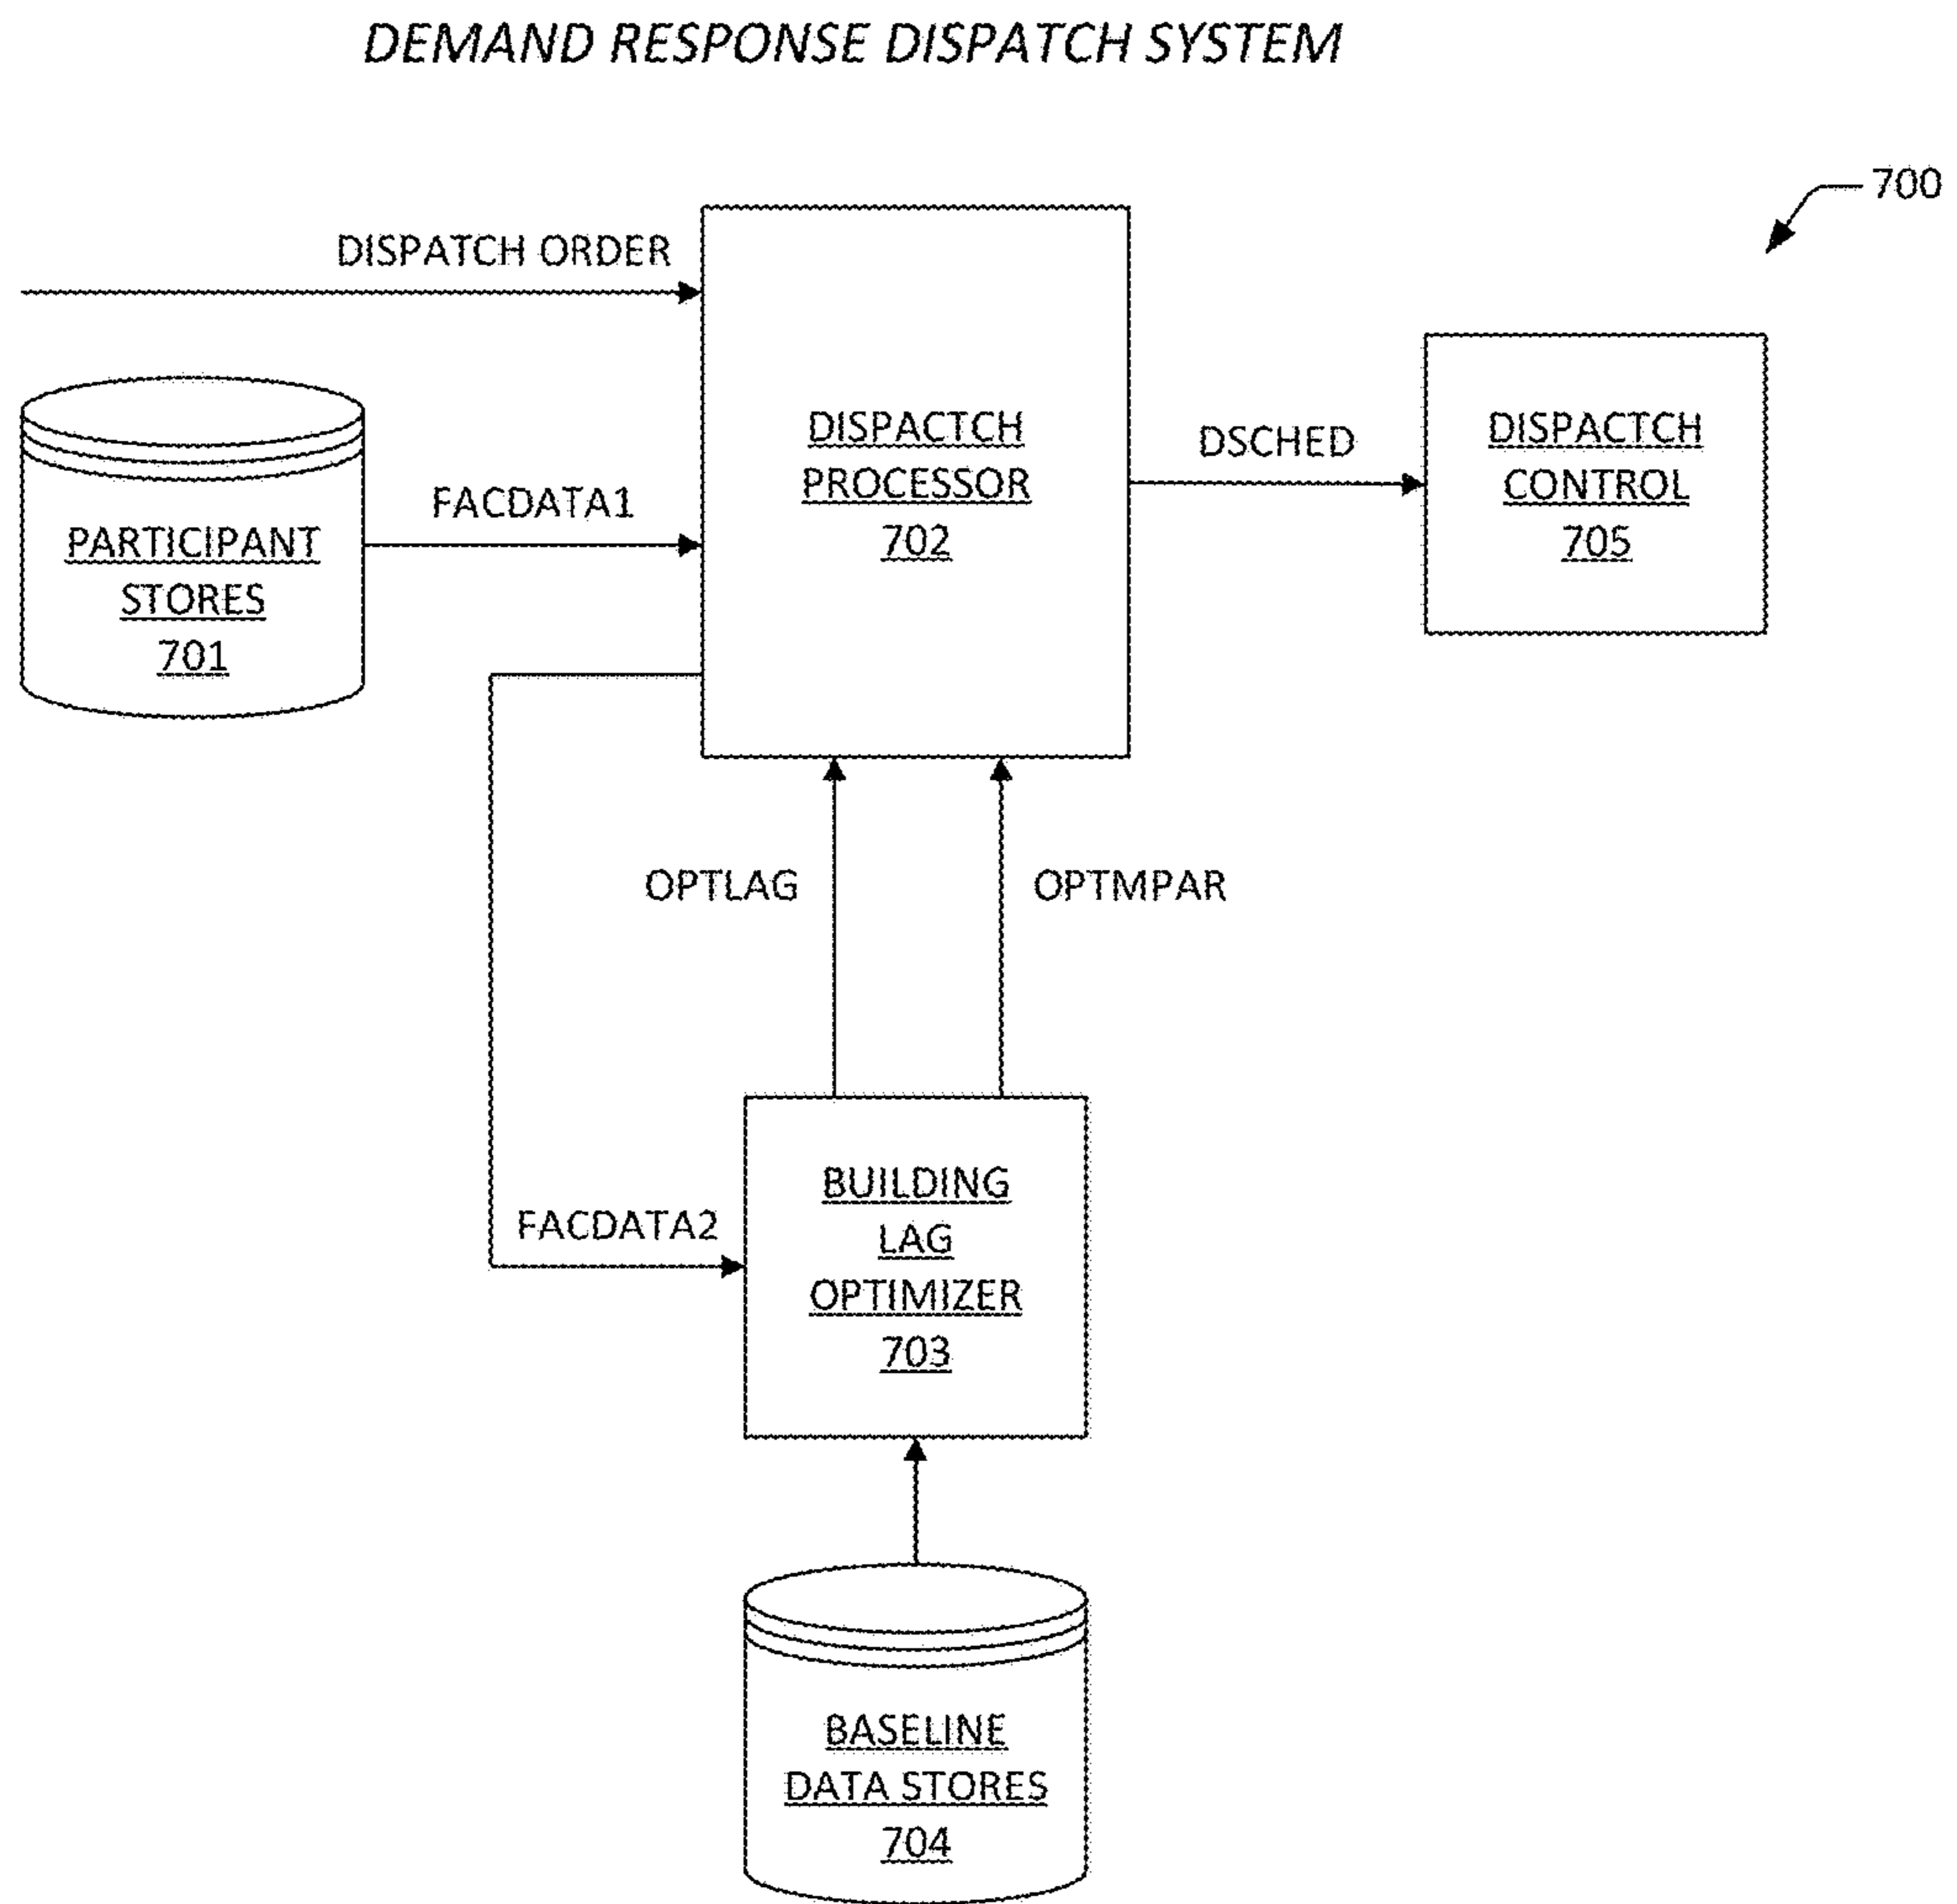 DEMAND RESPONSE DISPATCH SYSTEM
700
DISPATCH ORDER
PARTICIPANT
STORES
701
FACDATA1
DISPACTCH
PROCESSOR
702
DSCHED
DISPACTCH
CONTROL
705
OPTLAG
OPTMPAR
FACDATA2
BUILDING
LAG
OPTIMIZER
703
BASELINE
DATA STORES
704